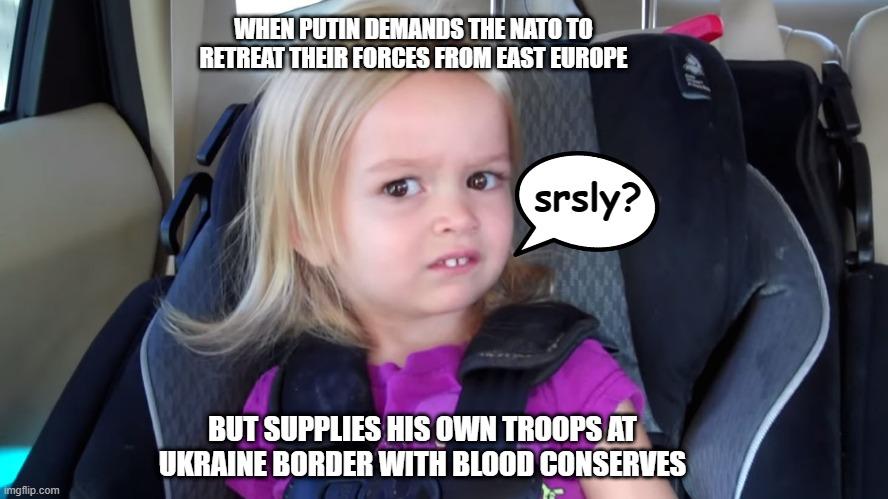 WHEN PUTIN DEMANDS THE NATO TO
RETREAT THEIR FORCES FROM EAST EUROPE
srsly?
BUT SUPPLIES HIS OWN TROOPS AT
UKRAINE BORDER WITH BLOOD CONSERVES
imgflip.com